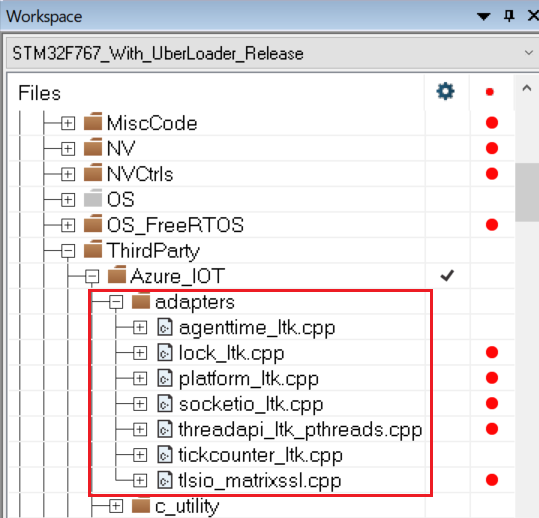 Workspace
STM32F767_With_UberLoader_Release
Files
MiscCode
NV
NVCtrls
OS
OS_FreeRTOS
ThirdParty
Azure_IOT
adapters
agenttime_ltk.cpp
lock_ltk.cpp
platform_ltk.cpp
socketio_ltk.cpp
threadapi_ltk_pthreads.cpp
tickcounter_ltk.cpp
tlsio_matrixssl.cpp
c_utility